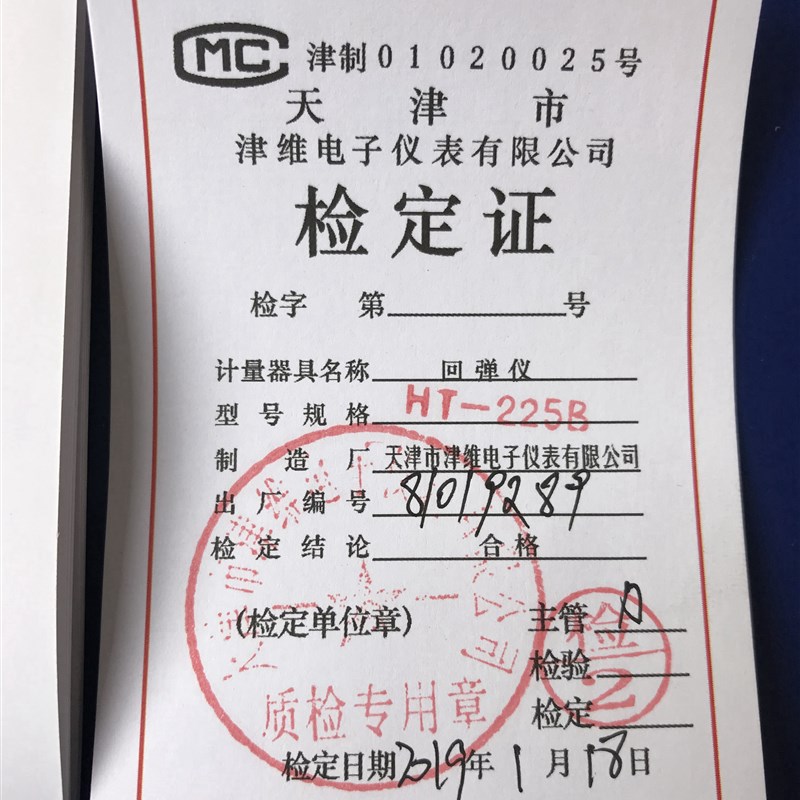 MC 津制01020025号
天津市
津维电子仪表有限公司
检定证
检字 第 号
计量器具名称 回弹仪
型号规格 HT-225B
制造厂 天津市津维电子仪表有限公司
出厂编号 81019289
检定结论 合格
(检定单位章)
主管
检验
检定
检
质检专用章
检定日期2019年1月18日